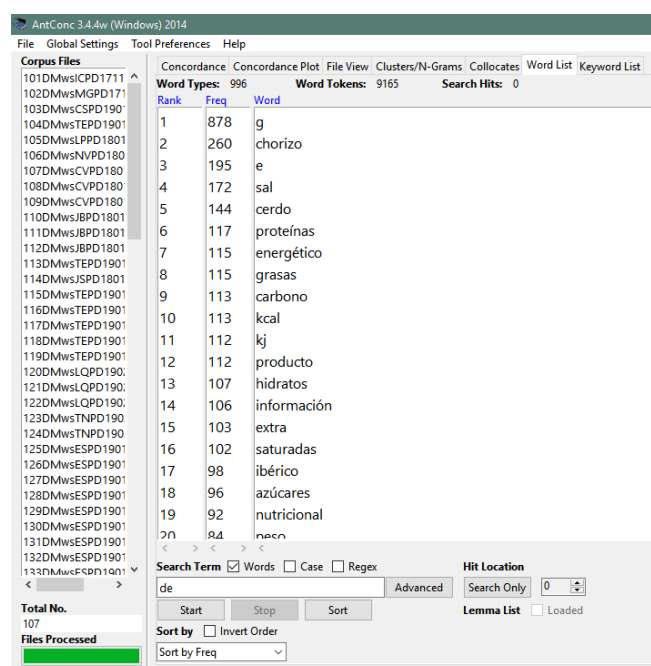 AntConc 3.4.4w (Windows) 2014
File Global Settings Tool Preferences Help
Corpus Files
101DMwsICPD1711
102DMwsMGPD171
103DMwsCSPD190
104DMwsTEPD1901
105DMwsLPPD1801
106DMwsNVPD180
107DMwsCVPD180
108DMwsCVPD180
109DMwsCVPD180
110DMwsJBPD1801
111DMwsJBPD1801
112DMwsJBPD1801
113DMwsTEPD1901
114DMwsJSPD1801
115DMwsTEPD1901
116DMwsTEPD1901
117DMwsTEPD1901
118DMwsTEPD1901
119DMwsTEPD1901
120DMwsLQPD190
121DMwsLQPD190
122DMwsLQPD190
123DMwsTNPD190
124DMwsTNPD190
125DMwsESPD1901
126DMwsESPD1901
127DMwsESPD1901
128DMwsESPD1901
129DMwsESPD1901
130DMwsESPD1901
131DMwsESPD1901
132DMwsESPD1901
133DMwsESPD1901
Total No.
107
Files Processed
Concordance Concordance Plot File View Clusters/N-Grams Collocates Word List Keyword List
Word Types: 996 Word Tokens: 9165 Search Hits: 0
Rank Freq Word
1 878 g
2 260 chorizo
3 195 e
4 172 sal
5 144 cerdo
6 117 proteínas
7 115 energético
8 115 grasas
9 113 carbono
10 113 kcal
11 112 kj
12 112 producto
13 107 hidratos
14 106 información
15 103 extra
16 102 saturadas
17 98 ibérico
18 96 azúcares
19 92 nutricional
20 84 peso
Search Term Words Case Regex Hit Location
de Advanced Search Only 0
Start Stop Sort Lemma List Loaded
Sort by Invert Order
Sort by Freq